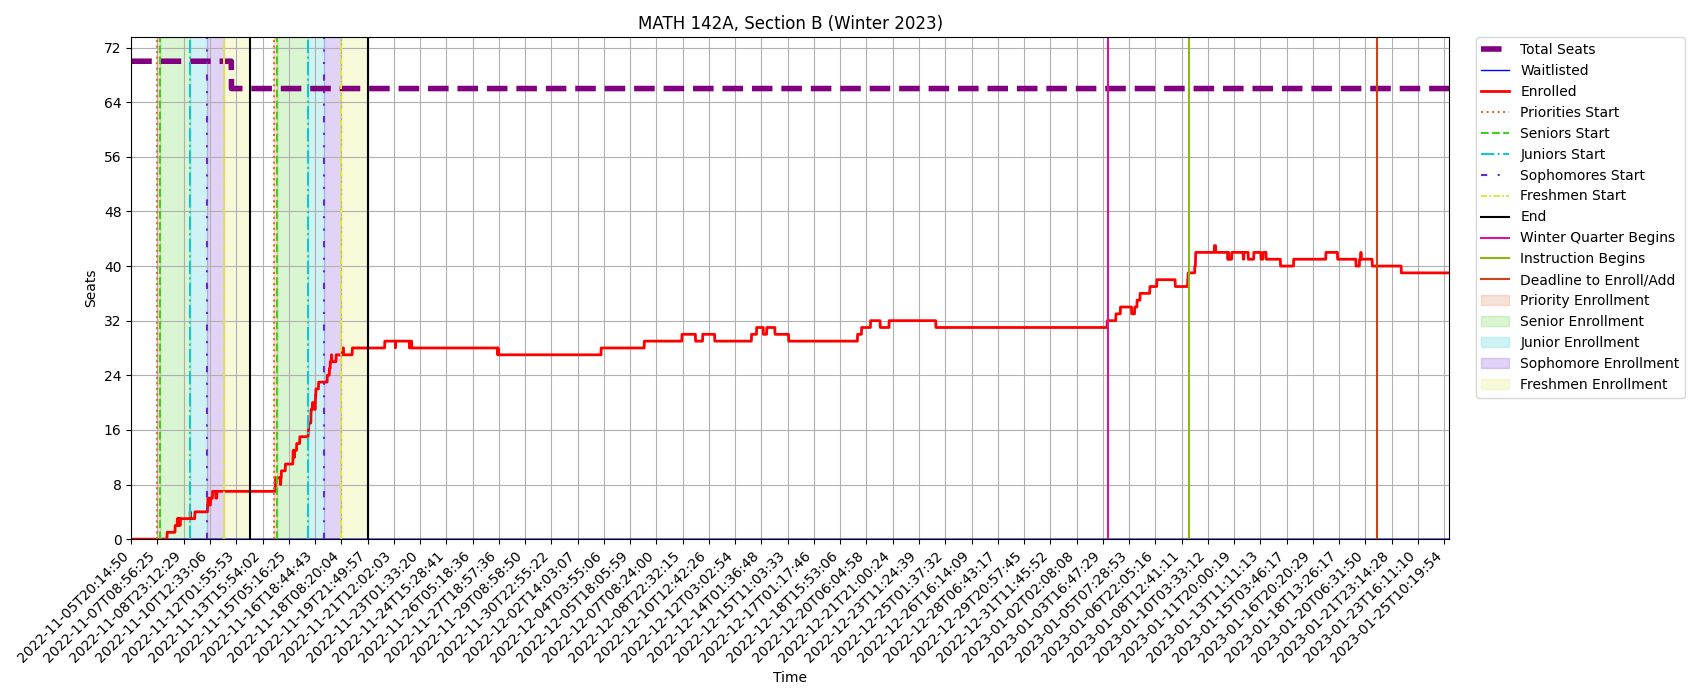 MATH 142A, Section B (Winter 2023)
72
64
56
48
40
32
24
16
8
0
Seats
2022-11-05T20:14:50
2022-11-07T08:56:25
2022-11-08T23:12:29
2022-11-10T12:33:06
2022-11-12T01:55:53
2022-11-13T15:54:02
2022-11-15T05:16:25
2022-11-16T18:44:43
2022-11-18T08:20:04
2022-11-19T21:49:57
2022-11-21T12:02:03
2022-11-23T01:33:20
2022-11-24T15:28:41
2022-11-26T05:18:36
2022-11-27T18:57:36
2022-11-29T08:58:50
2022-11-30T22:55:22
2022-12-02T14:03:07
2022-12-04T03:55:06
2022-12-05T18:05:59
2022-12-07T08:24:00
2022-12-08T22:32:15
2022-12-10T12:42:26
2022-12-12T03:02:54
2022-12-14T01:36:48
2022-12-15T11:03:33
2022-12-17T01:17:46
2022-12-18T15:53:06
2022-12-20T06:04:58
2022-12-21T21:00:24
2022-12-23T11:24:39
2022-12-25T01:37:32
2022-12-26T16:14:09
2022-12-28T06:43:17
2022-12-29T20:57:45
2022-12-31T11:45:52
2023-01-02T02:08:08
2023-01-03T16:47:29
2023-01-05T07:28:53
2023-01-06T22:05:16
2023-01-08T12:41:11
2023-01-10T03:33:12
2023-01-11T20:00:19
2023-01-13T11:11:13
2023-01-15T03:46:17
2023-01-16T22:20:29
2023-01-18T13:26:17
2023-01-20T06:31:50
2023-01-21T23:14:28
2023-01-23T16:11:10
2023-01-25T10:19:54
Time
Total Seats
Waitlisted
Enrolled
Priorities Start
Seniors Start
Juniors Start
Sophomores Start
Freshmen Start
End
Winter Quarter Begins
Instruction Begins
Deadline to Enroll/Add
Priority Enrollment
Senior Enrollment
Junior Enrollment
Sophomore Enrollment
Freshmen Enrollment